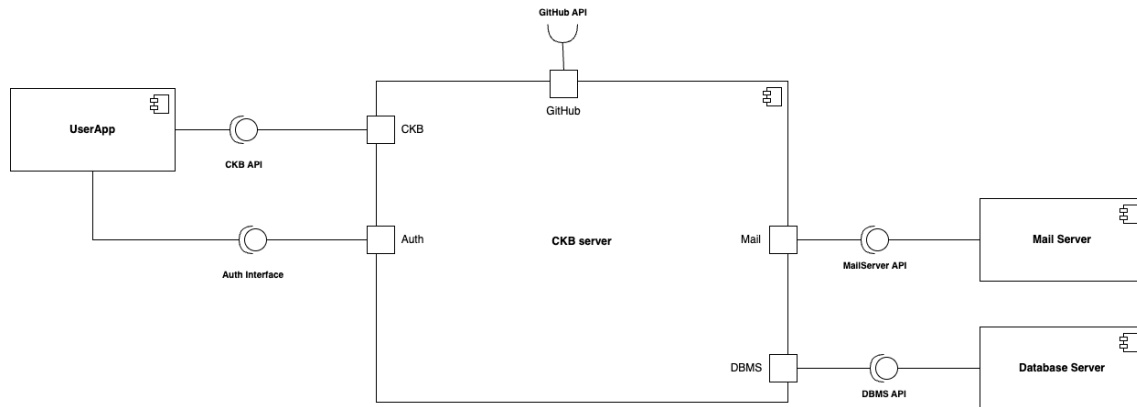 GitHub API
GitHub
UserApp
CKB
CKB API
Auth
Auth Interface
CKB server
Mail
MailServer API
Mail Server
DBMS
DBMS API
Database Server